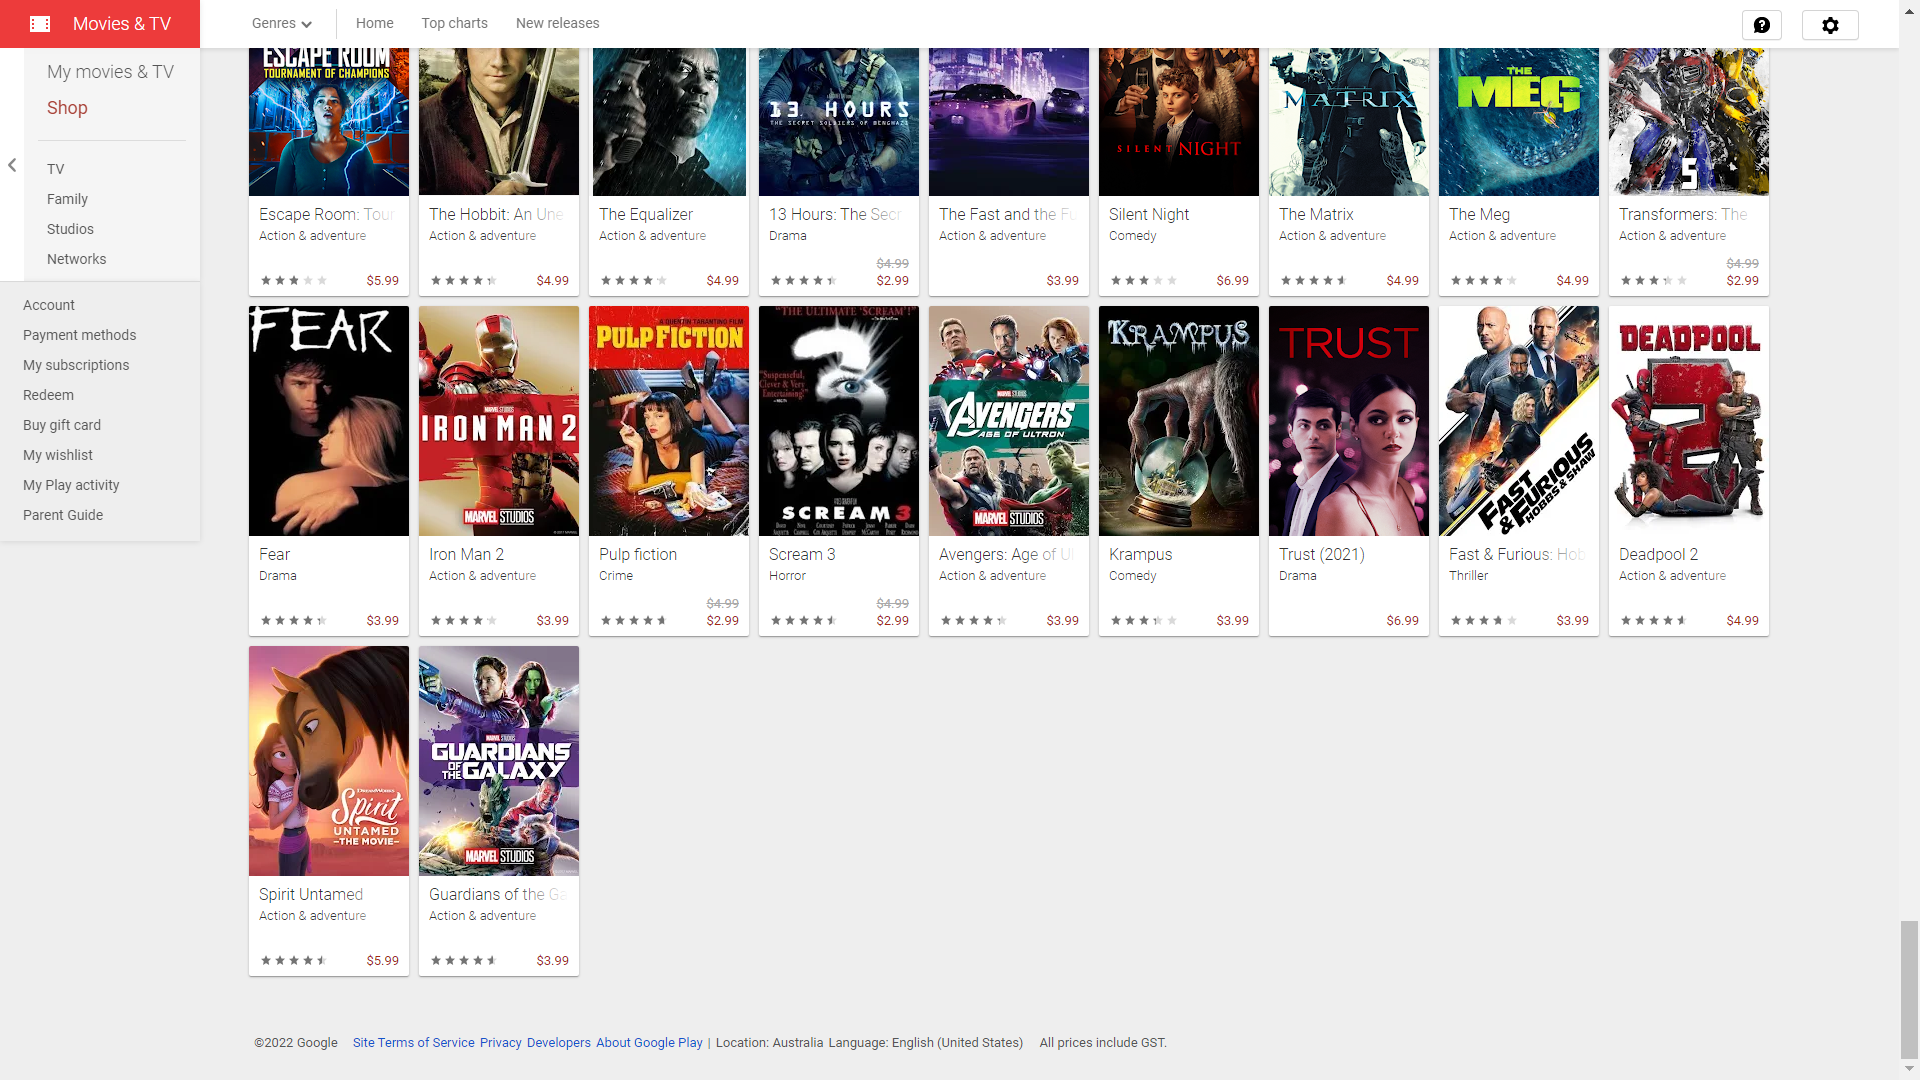 Movies & TV
Genres
Home
Top charts
New releases
My movies & TV
Shop
TV
Family
Studios
Networks
Account
Payment methods
My subscriptions
Redeem
Buy gift card
My wishlist
My Play activity
Parent Guide
ESCAPE ROOM
TOURNAMENT OF CHAMPIONS
13 HOURS
THE SECRET SOLDIERS OF BENGHAZI
SILENT NIGHT
MATRIX
THE MEG
5
Escape Room: Tour
Action & adventure
$5.99
The Hobbit: An Une
Action & adventure
$4.99
The Equalizer
Action & adventure
$4.99
13 Hours: The Secr
Drama
$4.99
$2.99
The Fast and the Fu
Action & adventure
$3.99
Silent Night
Comedy
$6.99
The Matrix
Action & adventure
$4.99
The Meg
Action & adventure
$4.99
Transformers: The
Action & adventure
$4.99
$2.99
FEAR
Fear
Drama
$3.99
MARVEL STUDIOS
IRON MAN 2
MARVEL STUDIOS
Iron Man 2
Action & adventure
$3.99
A QUENTIN TARANTINO FILM
PULP FICTION
Pulp fiction
Crime
$4.99
$2.99
"THE ULTIMATE 'SCREAM'!"
"Suspenseful,
Clever & Very
Entertaining."
SCREAM 3
Scream 3
Horror
$4.99
$2.99
MARVEL STUDIOS
AVENGERS
AGE OF ULTRON
MARVEL STUDIOS
Avengers: Age of Ul
Action & adventure
$3.99
KRAMPUS
Krampus
Comedy
$3.99
TRUST
Trust (2021)
Drama
$6.99
FAST & FURIOUS
HOBBS & SHAW
Fast & Furious: Hob
Thriller
$3.99
DEADPOOL
2
Deadpool 2
Action & adventure
$4.99
DREAMWORKS
Spirit
UNTAMED
–THE MOVIE–
Spirit Untamed
Action & adventure
$5.99
MARVEL STUDIOS
GUARDIANS
OF THE GALAXY
MARVEL STUDIOS
Guardians of the Ga
Action & adventure
$3.99
©2022 Google Site Terms of Service Privacy Developers About Google Play | Location: Australia Language: English (United States) All prices include GST.